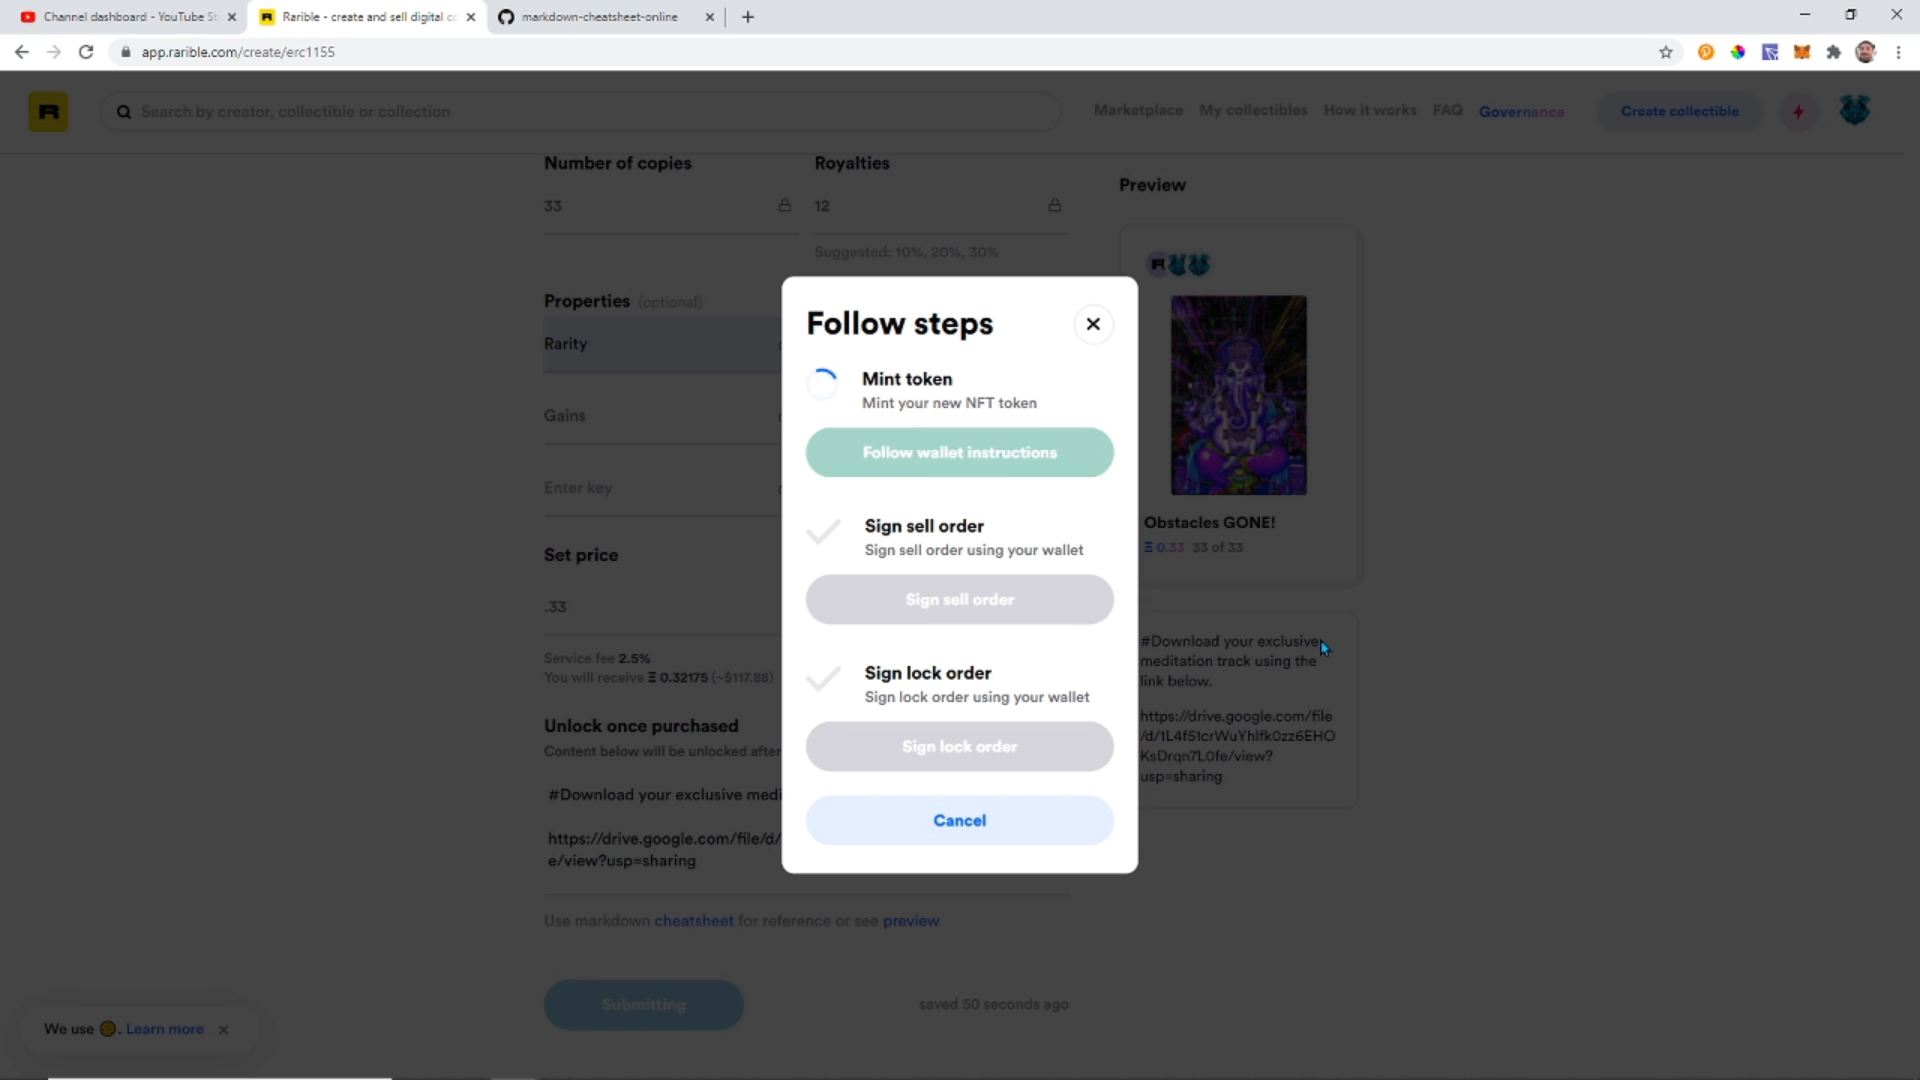 Channel dashboard - YouTube St
Rarible - create and sell digital co
markdown-cheatsheet-online
app.rarible.com/create/erc1155
R
Search by creator, collectible or collection
Marketplace
My collectibles
How it works
FAQ
Governance
Create collectible
Number of copies
Royalties
Preview
33
12
Suggested: 10%, 20%, 30%
Properties (optional)
Rarity
Gains
Enter key
Set price
.33
Service fee 2.5%
You will receive Ξ 0.32175 (~$117.88)
Unlock once purchased
Content below will be unlocked after
#Download your exclusive medi
https://drive.google.com/file/d/
e/view?usp=sharing
Use markdown cheatsheet for reference or see preview
Submitting
saved 50 seconds ago
Follow steps
Mint token
Mint your new NFT token
Follow wallet instructions
Sign sell order
Sign sell order using your wallet
Sign sell order
Sign lock order
Sign lock order using your wallet
Sign lock order
Cancel
R
Obstacles GONE!
Ξ 0.33 33 of 33
#Download your exclusive
meditation track using the
link below.
https://drive.google.com/file
/d/1L4f51crWuYhlfk0zz6EHO
KsDrqn7L0fe/view?
usp=sharing
We use 🍪. Learn more